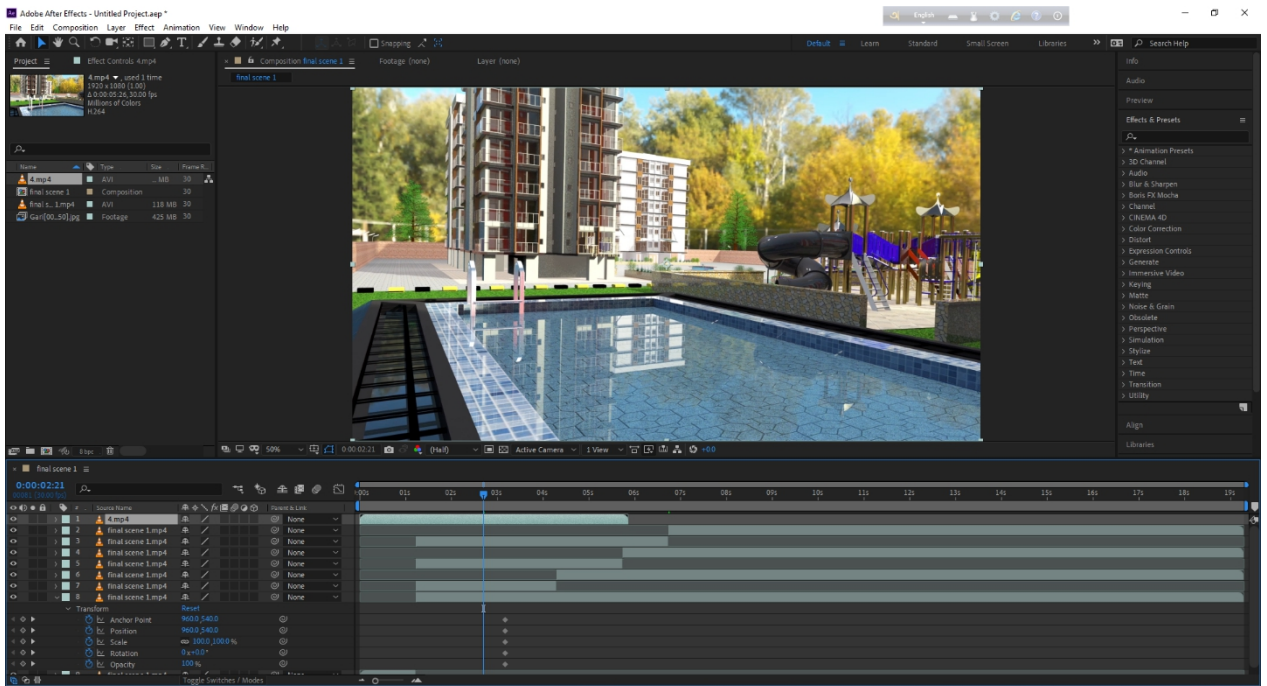 Adobe After Effects - Untitled Project.aep *
English
File Edit Composition Layer Effect Animation View Window Help
Snapping
Default Learn Standard Small Screen Libraries Search Help
Project Effect Controls 4.mp4
Composition final scene 1 Footage (none) Layer (none)
final scene 1
4.mp4 , used 1 time
1920 x 1080 (1.00)
Δ 0:00:05:26, 30.00 fps
Millions of Colors
H.264
Name Type Size Frame R...
4.mp4 AVI ... MB 30
final scene 1 Composition 30
final s... 1.mp4 AVI 118 MB 30
Gari[00..50].jpg Footage 425 MB 30
Info
Audio
Preview
Effects & Presets
* Animation Presets
3D Channel
Audio
Blur & Sharpen
Boris FX Mocha
Channel
CINEMA 4D
Color Correction
Distort
Expression Controls
Generate
Immersive Video
Keying
Matte
Noise & Grain
Obsolete
Perspective
Simulation
Stylize
Text
Time
Transition
Utility
Align
Libraries
8 bpc
50% 0:00:02:21 (Half) Active Camera 1 View +0.0
final scene 1
0:00:02:21
00081 (30.00 fps)
:00s 01s 02s 03s 04s 05s 06s 07s 08s 09s 10s 11s 12s 13s 14s 15s 16s 17s 18s 19s
# Source Name Parent & Link
1 4.mp4 None
2 final scene 1.mp4 None
3 final scene 1.mp4 None
4 final scene 1.mp4 None
5 final scene 1.mp4 None
6 final scene 1.mp4 None
7 final scene 1.mp4 None
8 final scene 1.mp4 None
Transform Reset
Anchor Point 960.0,540.0
Position 960.0,540.0
Scale 100.0,100.0 %
Rotation 0x+0.0°
Opacity 100 %
Toggle Switches / Modes